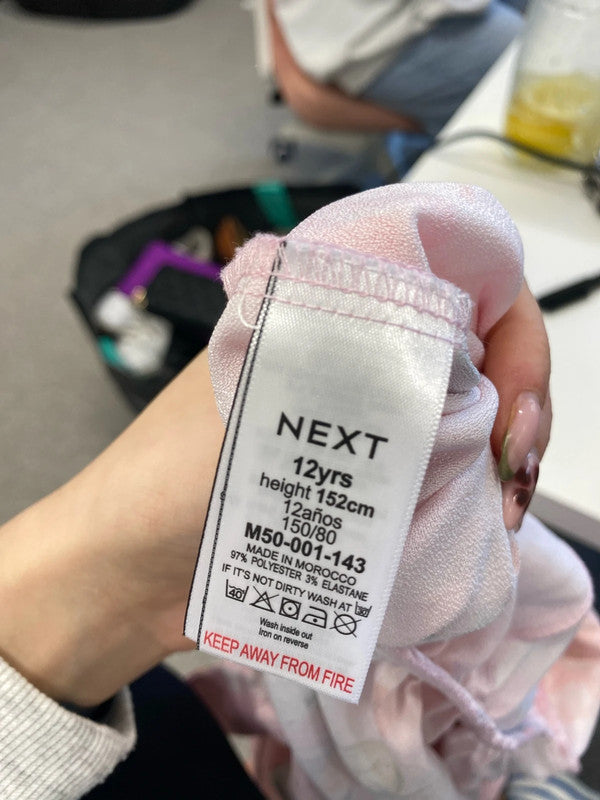 NEXT
12yrs
height 152cm
12años
150/80
M50-001-143
MADE IN MOROCCO
97% POLYESTER 3% ELASTANE
IF IT'S NOT DIRTY WASH AT 30
40
Wash inside out
Iron on reverse
KEEP AWAY FROM FIRE